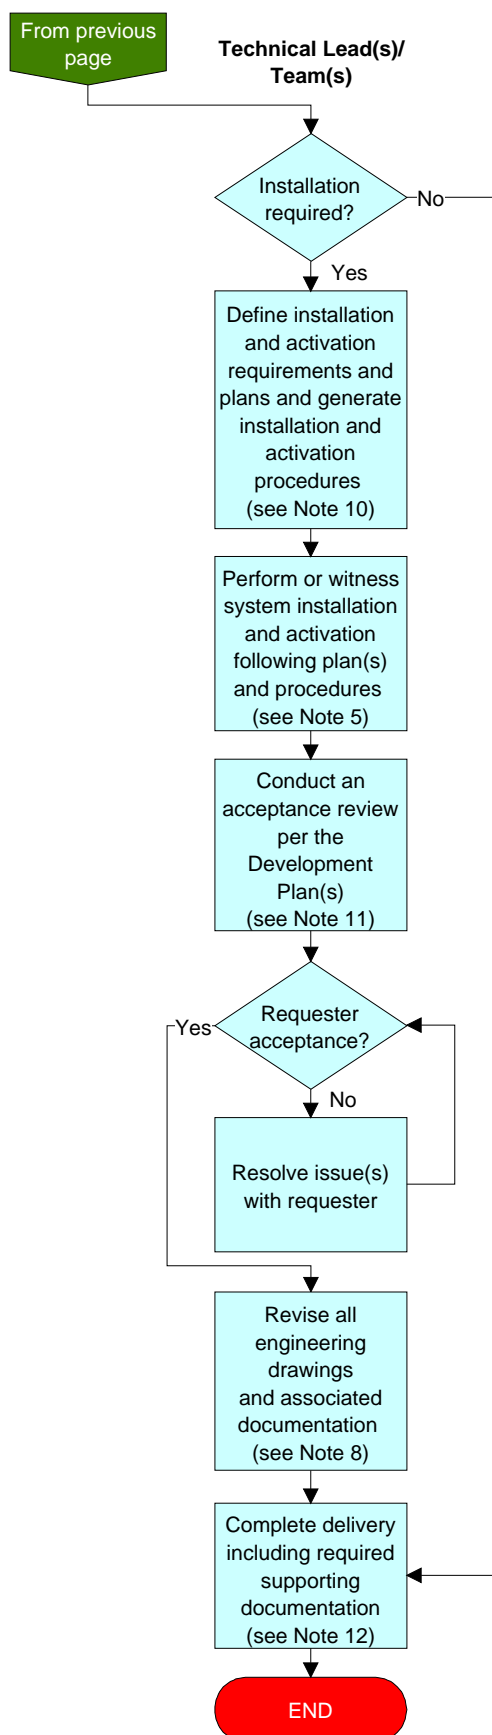 From previous
page
Technical Lead(s)/
Team(s)
Installation
required?
No
Yes
Define installation
and activation
requirements and
plans and generate
installation and
activation
procedures
(see Note 10)
Perform or witness
system installation
and activation
following plan(s)
and procedures
(see Note 5)
Conduct an
acceptance review
per the
Development
Plan(s)
(see Note 11)
Requester
acceptance?
Yes
No
Resolve issue(s)
with requester
Revise all
engineering
drawings
and associated
documentation
(see Note 8)
Complete delivery
including required
supporting
documentation
(see Note 12)
END